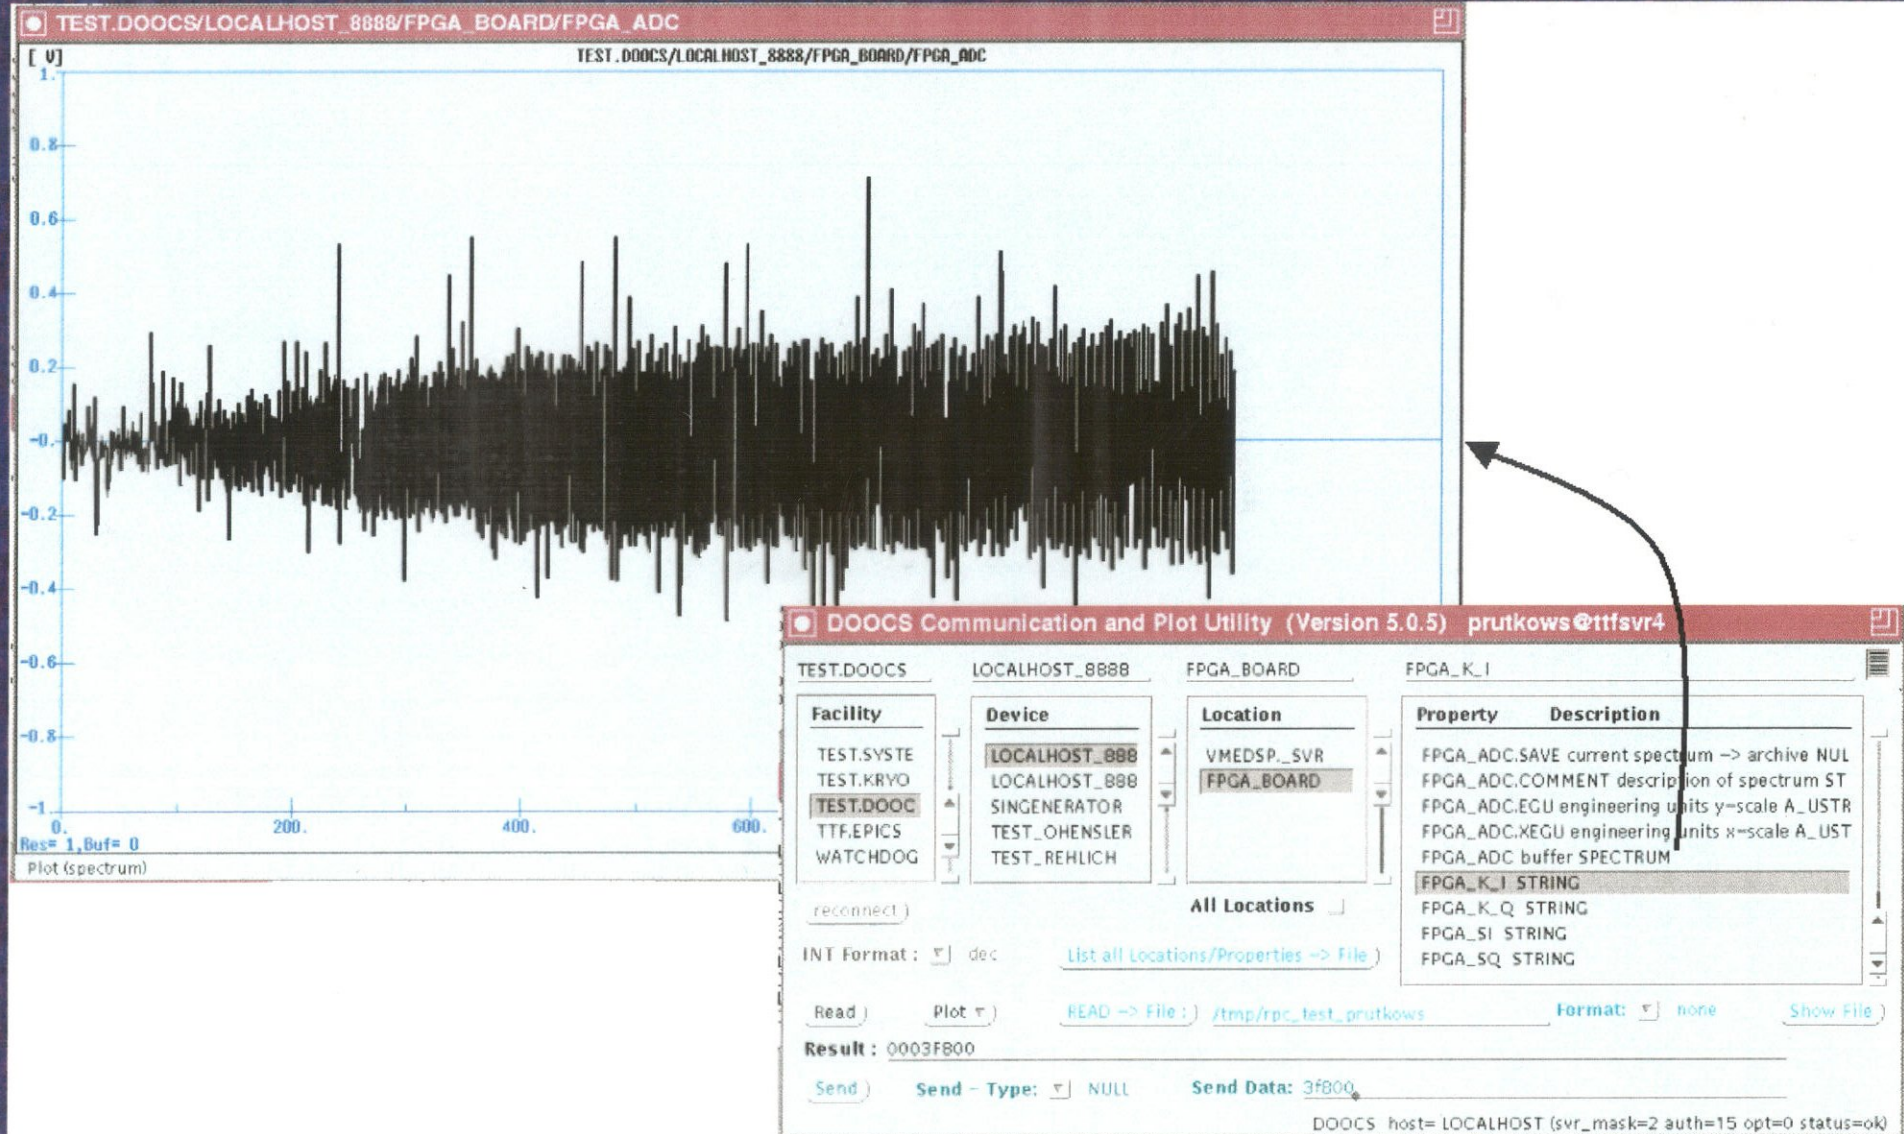 TEST.DOOCS/LOCALHOST_8888/FPGA_BOARD/FPGA_ADC
[ V]
TEST.DOOCS/LOCALHOST_8888/FPGA_BOARD/FPGA_ADC
1.
0.8
0.6
0.4
0.2
-0.
-0.2
-0.4
-0.6
-0.8
-1
0. 200. 400. 600.
Res= 1,Buf= 0
Plot (spectrum)
DOOCS Communication and Plot Utility (Version 5.0.5) prutkows@ttfsvr4
TEST.DOOCS LOCALHOST_8888 FPGA_BOARD FPGA_K_I
Facility
TEST.SYSTE
TEST.KRYO
TEST.DOOC
TTF.EPICS
WATCHDOG
Device
LOCALHOST_888
LOCALHOST_888
SINGENERATOR
TEST_OHENSLER
TEST_REHLICH
Location
VMEDSP._SVR
FPGA_BOARD
Property Description
FPGA_ADC.SAVE current spectrum -> archive NUL
FPGA_ADC.COMMENT description of spectrum ST
FPGA_ADC.EGU engineering units y-scale A_USTR
FPGA_ADC.XEGU engineering units x-scale A_UST
FPGA_ADC buffer SPECTRUM
FPGA_K_I STRING
FPGA_K_Q STRING
FPGA_SI STRING
FPGA_SQ STRING
reconnect
All Locations
INT Format : dec List all Locations/Properties -> File
Read Plot READ -> File : /tmp/rpc_test_prutkows Format: none Show File
Result : 0003F800
Send Send - Type: NULL Send Data: 3f800
DOOCS host= LOCALHOST (svr_mask=2 auth=15 opt=0 status=ok)